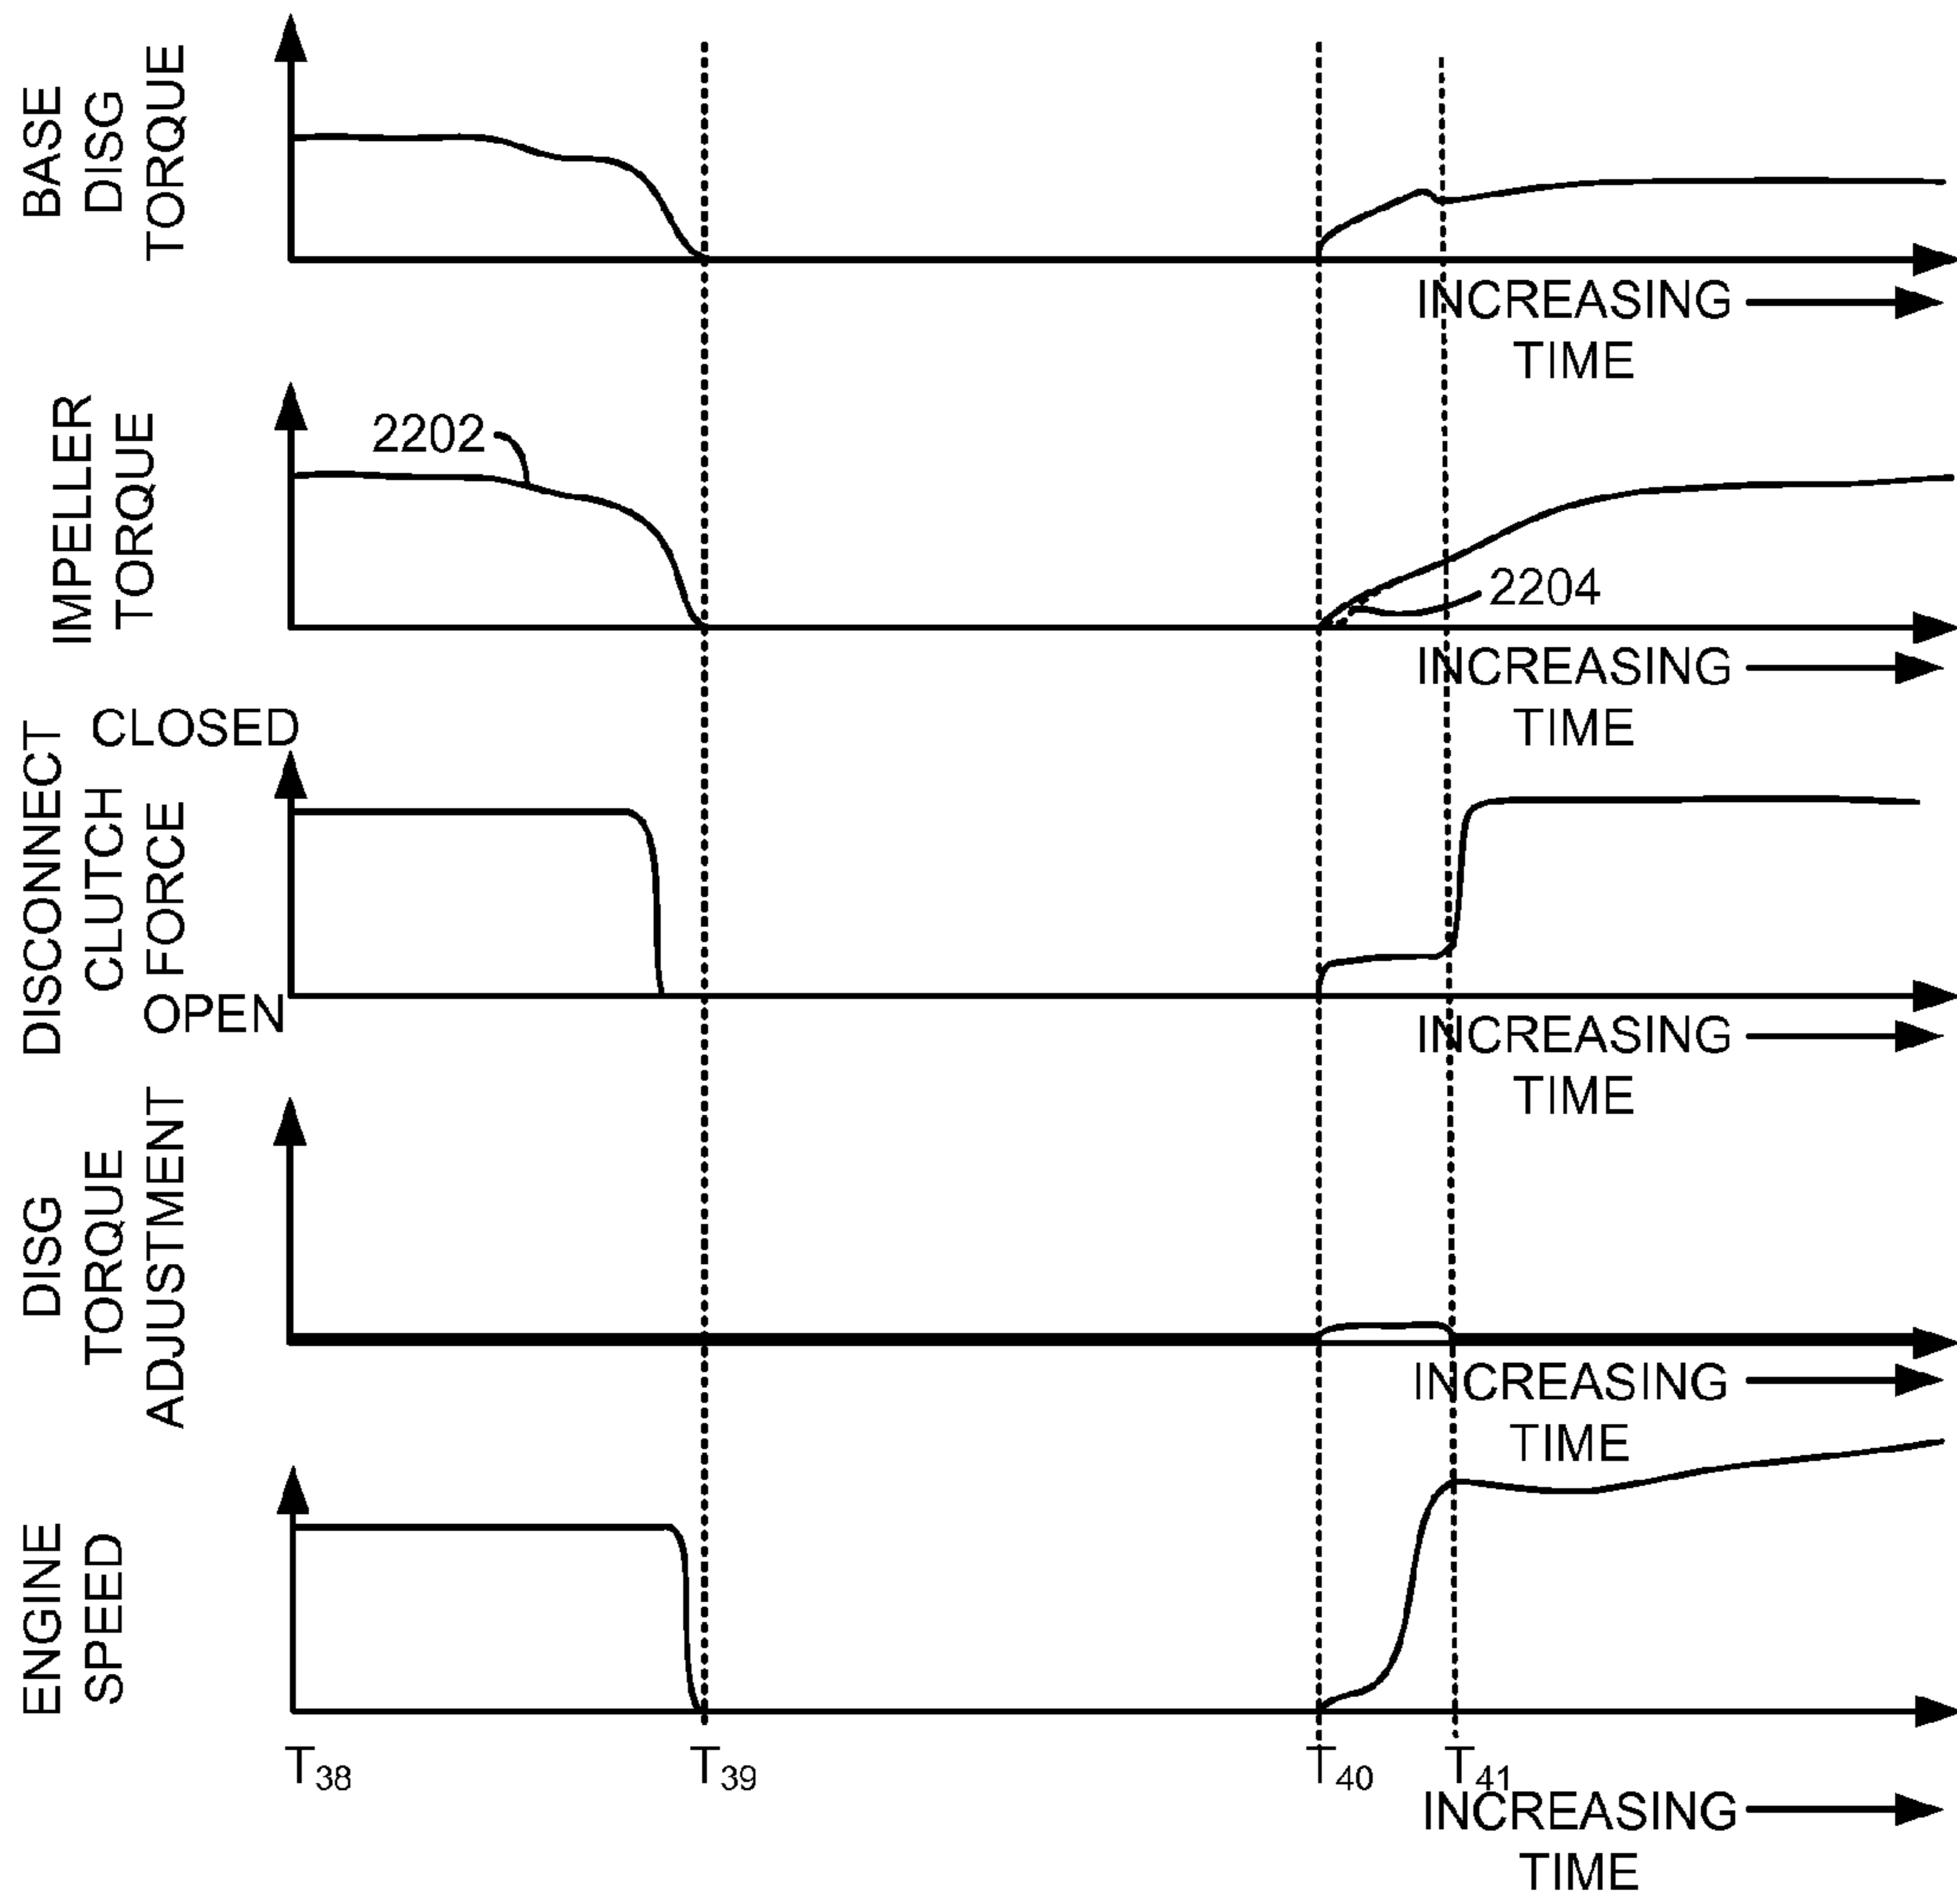 BASE
DISG
TORQUE
INCREASING
TIME
IMPELLER
TORQUE
2202
2204
INCREASING
TIME
DISCONNECT
CLUTCH
FORCE
CLOSED
OPEN
INCREASING
TIME
DISG
TORQUE
ADJUSTMENT
INCREASING
TIME
ENGINE
SPEED
T38 T39 T40 T41
INCREASING
TIME